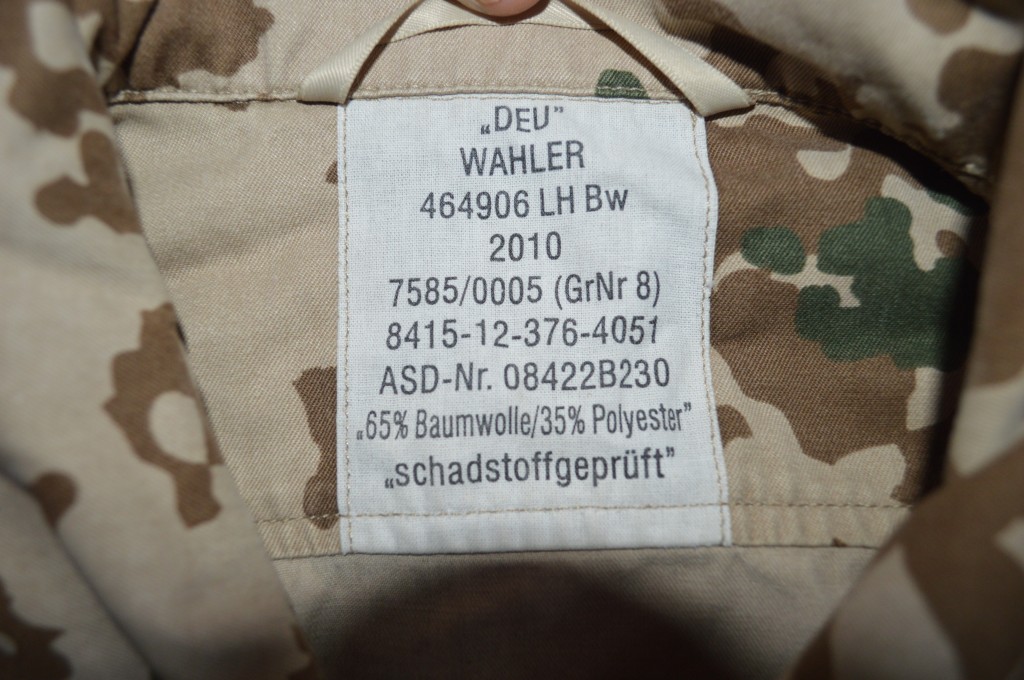 „DEU”
WAHLER
464906 LH Bw
2010
7585/0005 (GrNr 8)
8415-12-376-4051
ASD-Nr. 08422B230
„65% Baumwolle/35% Polyester”
„schadstoffgeprüft”